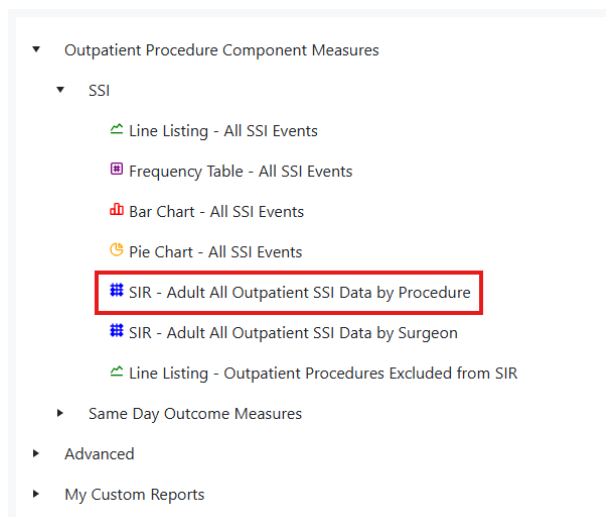 Outpatient Procedure Component Measures
SSI
Line Listing - All SSI Events
Frequency Table - All SSI Events
Bar Chart - All SSI Events
Pie Chart - All SSI Events
SIR - Adult All Outpatient SSI Data by Procedure
SIR - Adult All Outpatient SSI Data by Surgeon
Line Listing - Outpatient Procedures Excluded from SIR
Same Day Outcome Measures
Advanced
My Custom Reports